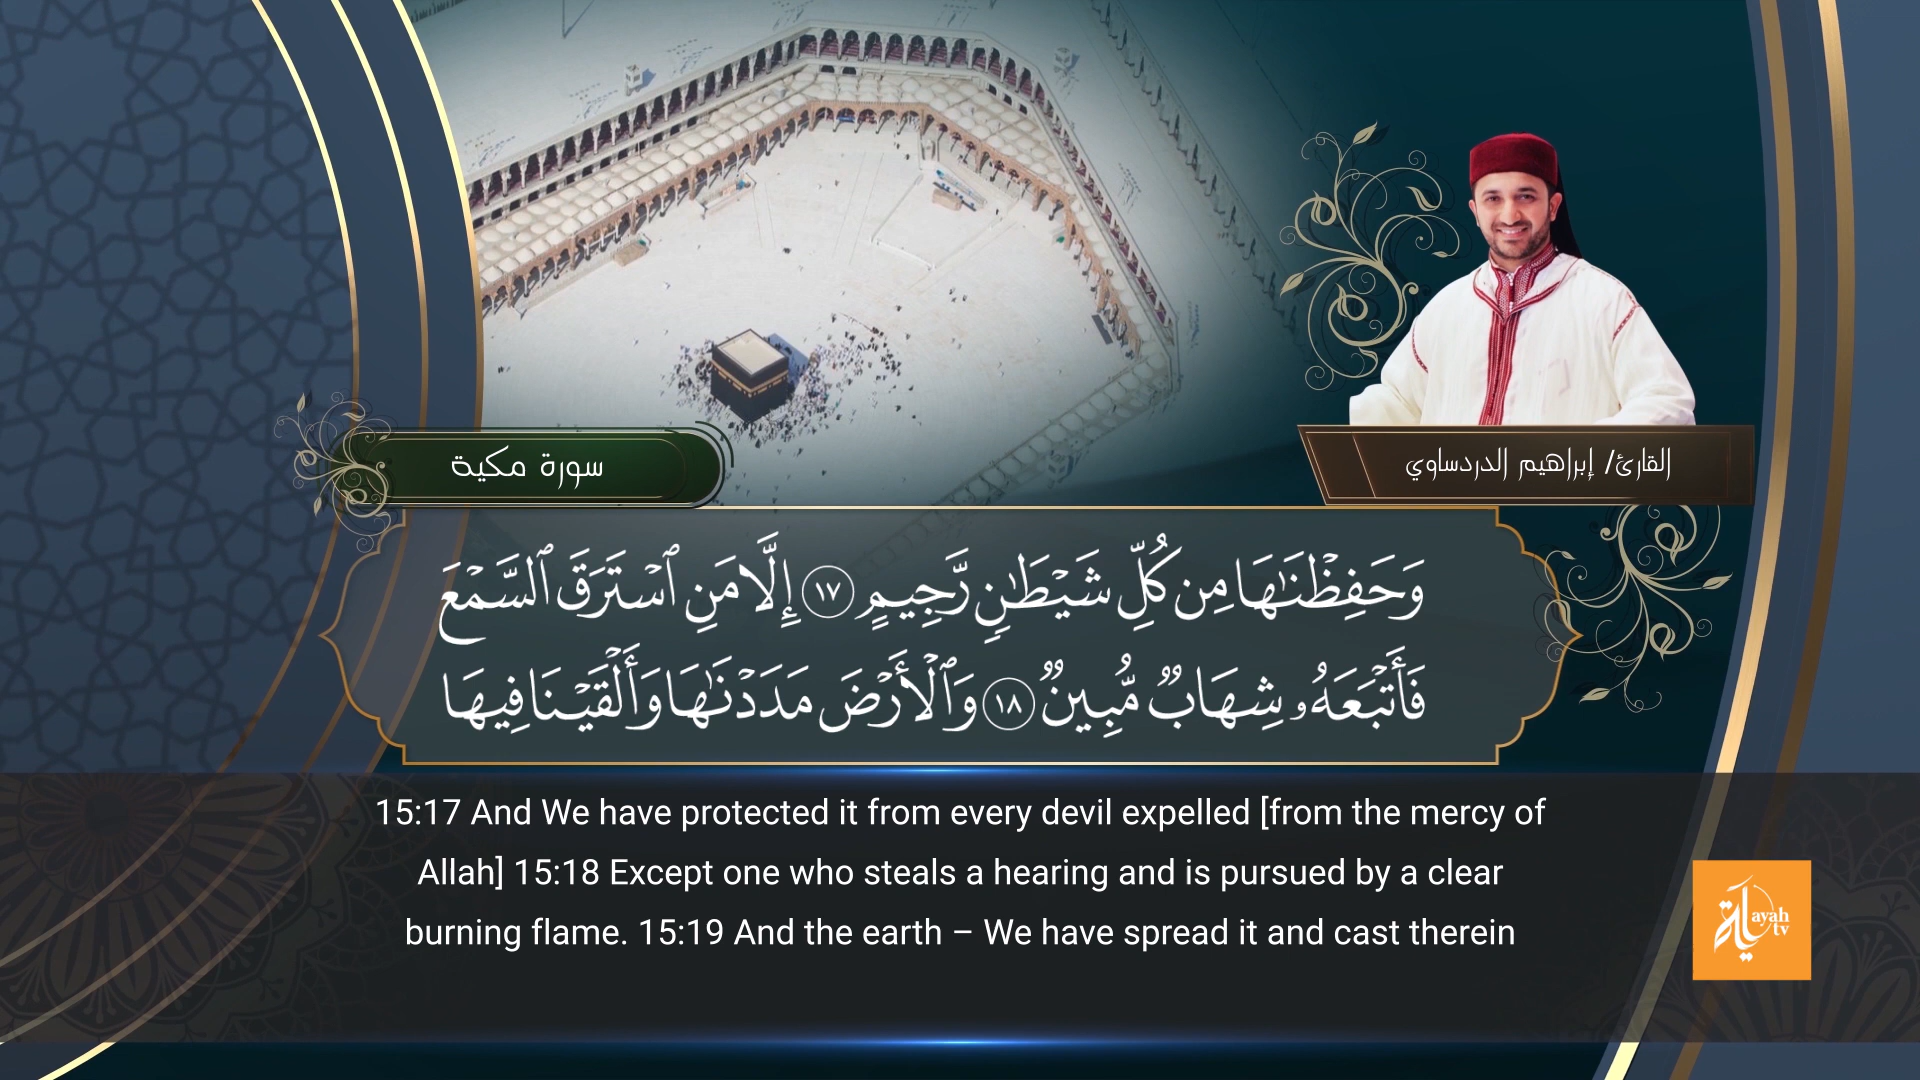 سورة مكية
القارئ/ إبراهيم الدردساوي
وَحَفِظْنَٰهَا مِن كُلِّ شَيْطَٰنٍ رَّجِيمٍ ١٧ إِلَّا مَنِ ٱسْتَرَقَ ٱلسَّمْعَ
فَأَتْبَعَهُۥ شِهَابٌ مُّبِينٌ ١٨ وَٱلْأَرْضَ مَدَدْنَٰهَا وَأَلْقَيْنَا فِيهَا
15:17 And We have protected it from every devil expelled [from the mercy of
Allah] 15:18 Except one who steals a hearing and is pursued by a clear
burning flame. 15:19 And the earth – We have spread it and cast therein
آية
ayah
tv